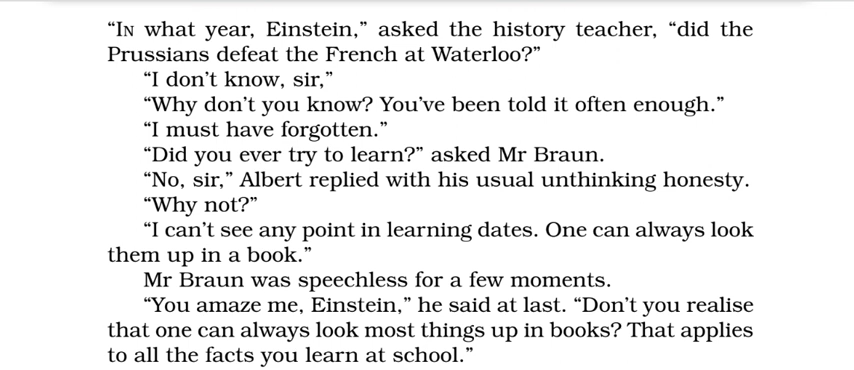 “IN what year, Einstein,” asked the history teacher, “did the
Prussians defeat the French at Waterloo?”
“I don’t know, sir,”
“Why don’t you know? You’ve been told it often enough.”
“I must have forgotten.”
“Did you ever try to learn?” asked Mr Braun.
“No, sir,” Albert replied with his usual unthinking honesty.
“Why not?”
“I can’t see any point in learning dates. One can always look
them up in a book.”
Mr Braun was speechless for a few moments.
“You amaze me, Einstein,” he said at last. “Don’t you realise
that one can always look most things up in books? That applies
to all the facts you learn at school.”